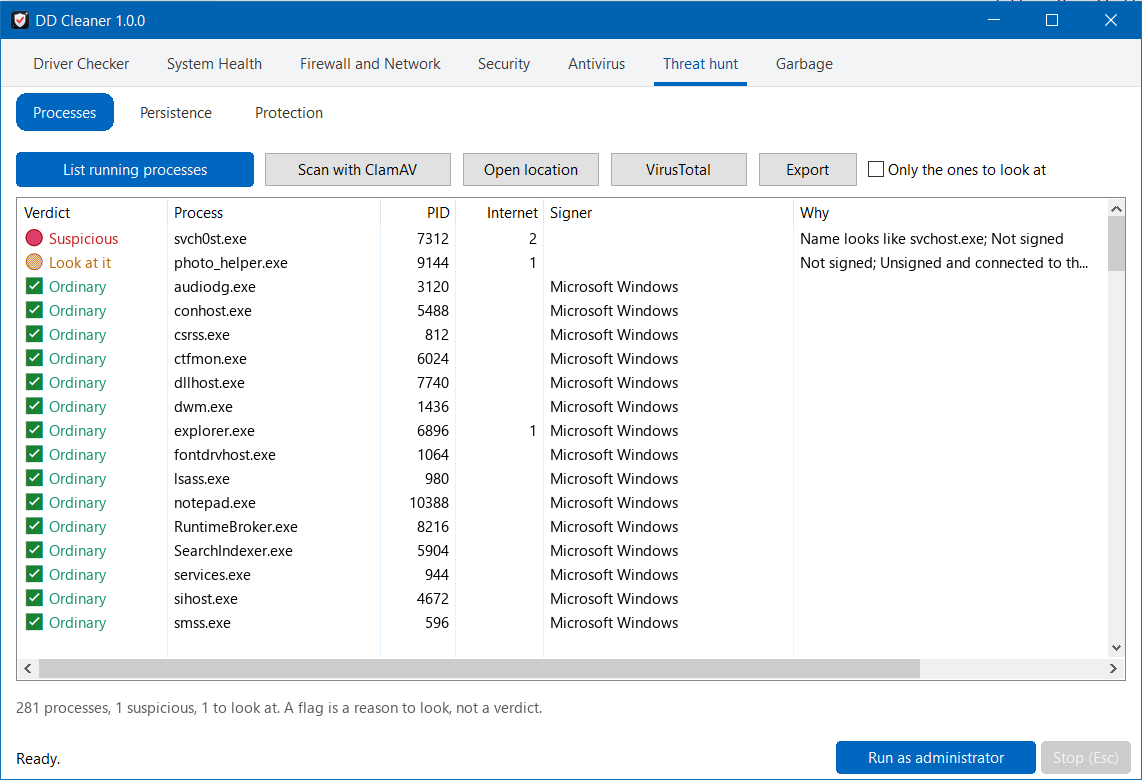 DD Cleaner 1.0.0
Driver Checker System Health Firewall and Network Security Antivirus Threat hunt Garbage
Processes Persistence Protection
List running processes Scan with ClamAV Open location VirusTotal Export Only the ones to look at
Verdict Process PID Internet Signer Why
Suspicious svch0st.exe 7312 2 Name looks like svchost.exe; Not signed
Look at it photo_helper.exe 9144 1 Not signed; Unsigned and connected to th...
Ordinary audiodg.exe 3120 Microsoft Windows
Ordinary conhost.exe 5488 Microsoft Windows
Ordinary csrss.exe 812 Microsoft Windows
Ordinary ctfmon.exe 6024 Microsoft Windows
Ordinary dllhost.exe 7740 Microsoft Windows
Ordinary dwm.exe 1436 Microsoft Windows
Ordinary explorer.exe 6896 1 Microsoft Windows
Ordinary fontdrvhost.exe 1064 Microsoft Windows
Ordinary lsass.exe 980 Microsoft Windows
Ordinary notepad.exe 10388 Microsoft Windows
Ordinary RuntimeBroker.exe 8216 Microsoft Windows
Ordinary SearchIndexer.exe 5904 Microsoft Windows
Ordinary services.exe 944 Microsoft Windows
Ordinary sihost.exe 4672 Microsoft Windows
Ordinary smss.exe 596 Microsoft Windows
281 processes, 1 suspicious, 1 to look at. A flag is a reason to look, not a verdict.
Ready. Run as administrator Stop (Esc)